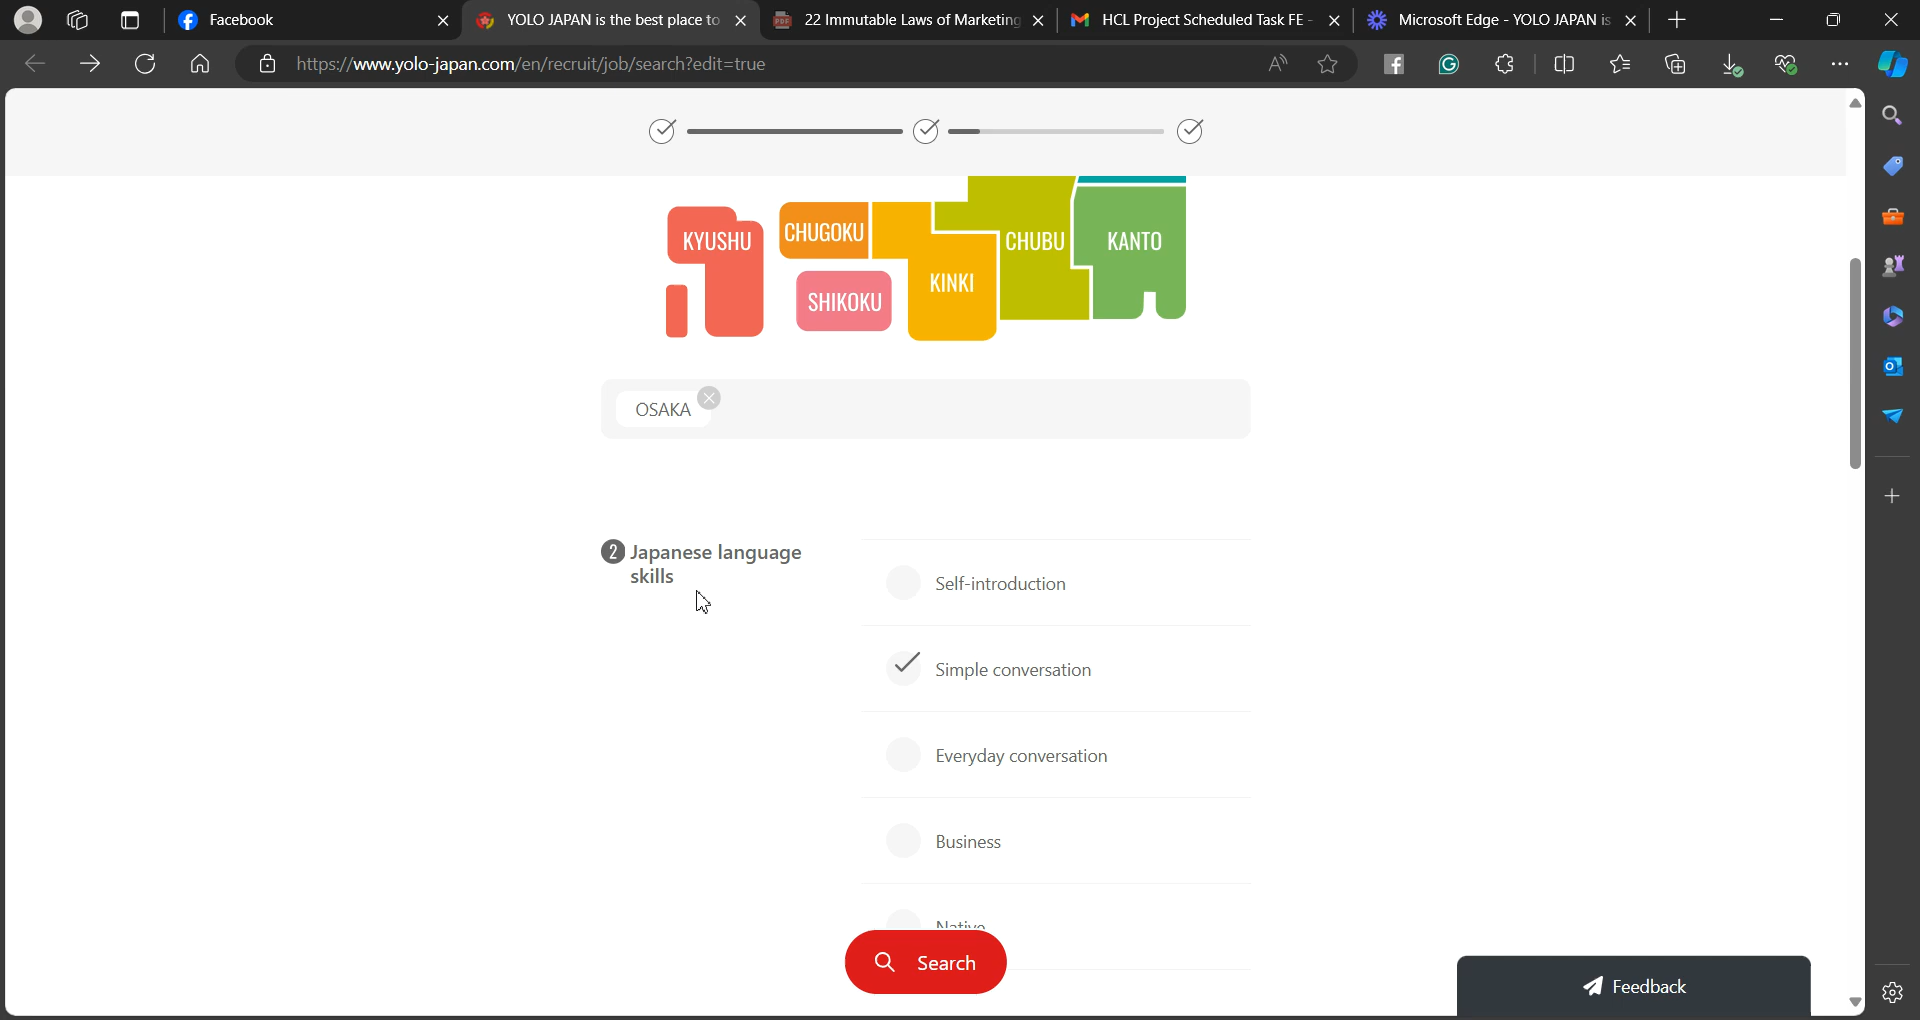 Facebook
YOLO JAPAN is the best place to
22 Immutable Laws of Marketing
HCL Project Scheduled Task FE -
Microsoft Edge - YOLO JAPAN is
https://www.yolo-japan.com/en/recruit/job/search?edit=true
KYUSHU
CHUGOKU
SHIKOKU
KINKI
CHUBU
KANTO
OSAKA
2 Japanese language
skills
Self-introduction
Simple conversation
Everyday conversation
Business
Native
Search
Feedback